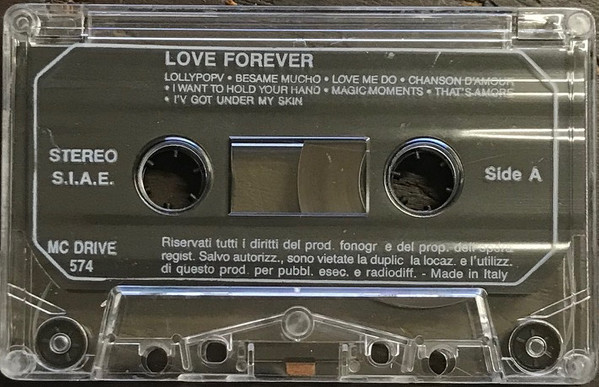 LOVE FOREVER
LOLLYPOPV • BESAME MUCHO • LOVE ME DO • CHANSON D'AMOUR
• I WANT TO HOLD YOUR HAND • MAGIC MOMENTS • THAT'S AMORE
• I'V GOT UNDER MY SKIN
STEREO
S.I.A.E.
Side A
MC DRIVE
574
Riservati tutti i diritti del prod. fonogr e del prop. dell'opera
regist. Salvo autorizz., sono vietate la duplic la locaz. e l'utilizz.
di questo prod. per pubbl. esec. e radiodiff. - Made in Italy